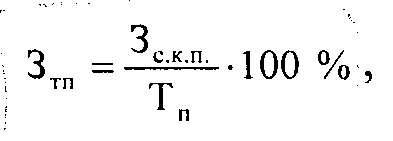 З_тп = З_с.к.п. / Т_п · 100 %,